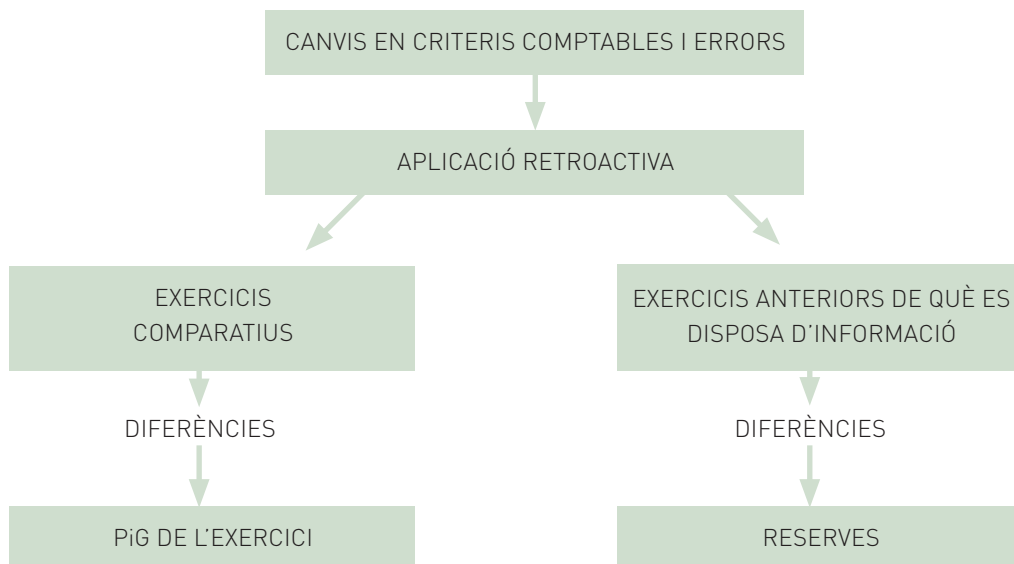 CANVIS EN CRITERIS COMPTABLES I ERRORS
APLICACIÓ RETROACTIVA
EXERCICIS
COMPARATIUS
EXERCICIS ANTERIORS DE QUÈ ES
DISPOSA D'INFORMACIÓ
DIFERÈNCIES
DIFERÈNCIES
PiG DE L'EXERCICI
RESERVES